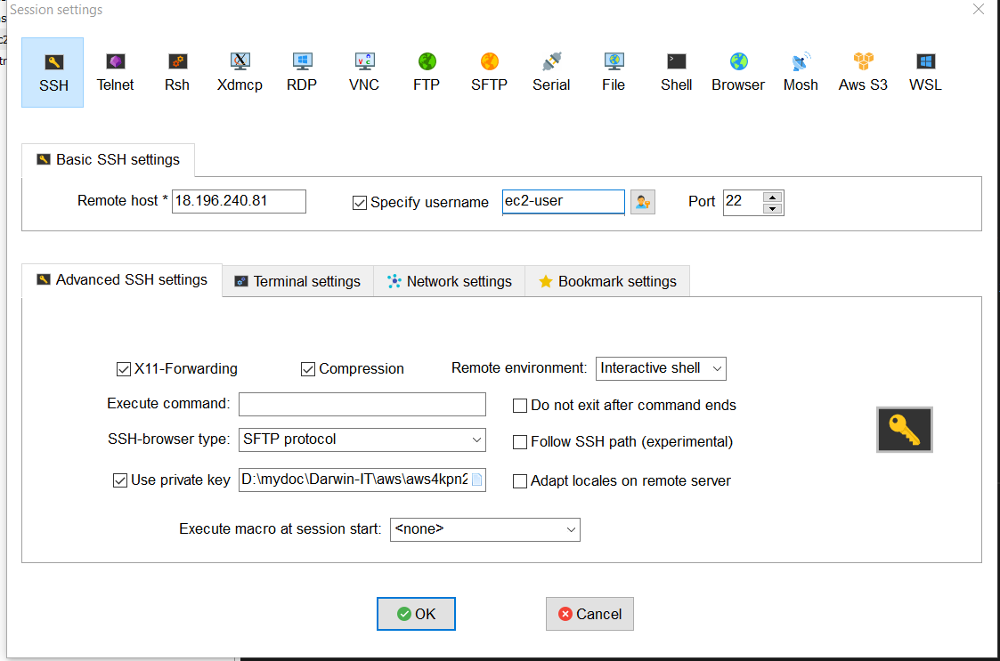 Session settings
SSH Telnet Rsh Xdmcp RDP VNC FTP SFTP Serial File Shell Browser Mosh Aws S3 WSL
Basic SSH settings
Remote host * 18.196.240.81 Specify username ec2-user Port 22
Advanced SSH settings Terminal settings Network settings Bookmark settings
X11-Forwarding Compression Remote environment: Interactive shell
Execute command: Do not exit after command ends
SSH-browser type: SFTP protocol Follow SSH path (experimental)
Use private key D:\mydoc\Darwin-IT\aws\aws4kpn2 Adapt locales on remote server
Execute macro at session start: <none>
OK Cancel